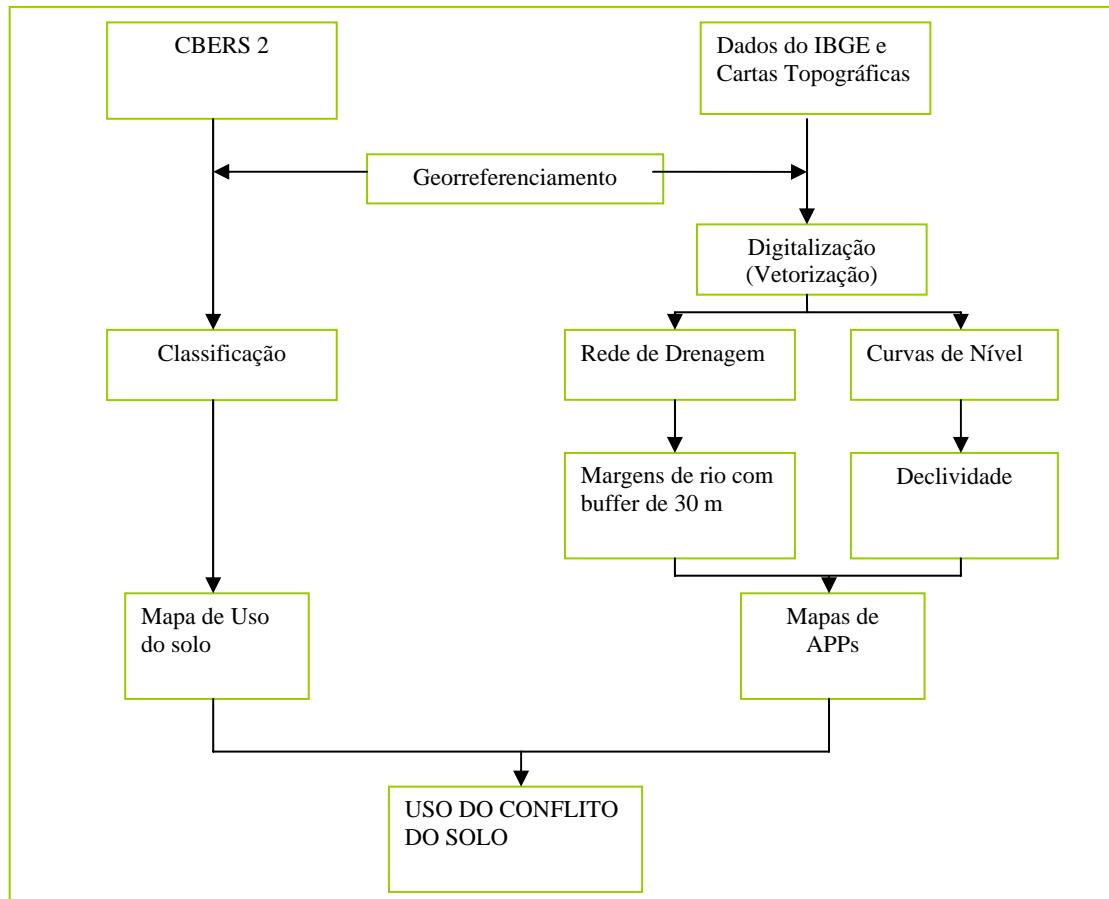 CBERS 2
Dados do IBGE e
Cartas Topográficas
Georreferenciamento
Digitalização
(Vetorização)
Classificação
Rede de Drenagem
Curvas de Nível
Margens de rio com
buffer de 30 m
Declividade
Mapa de Uso
do solo
Mapas de
APPs
USO DO CONFLITO
DO SOLO